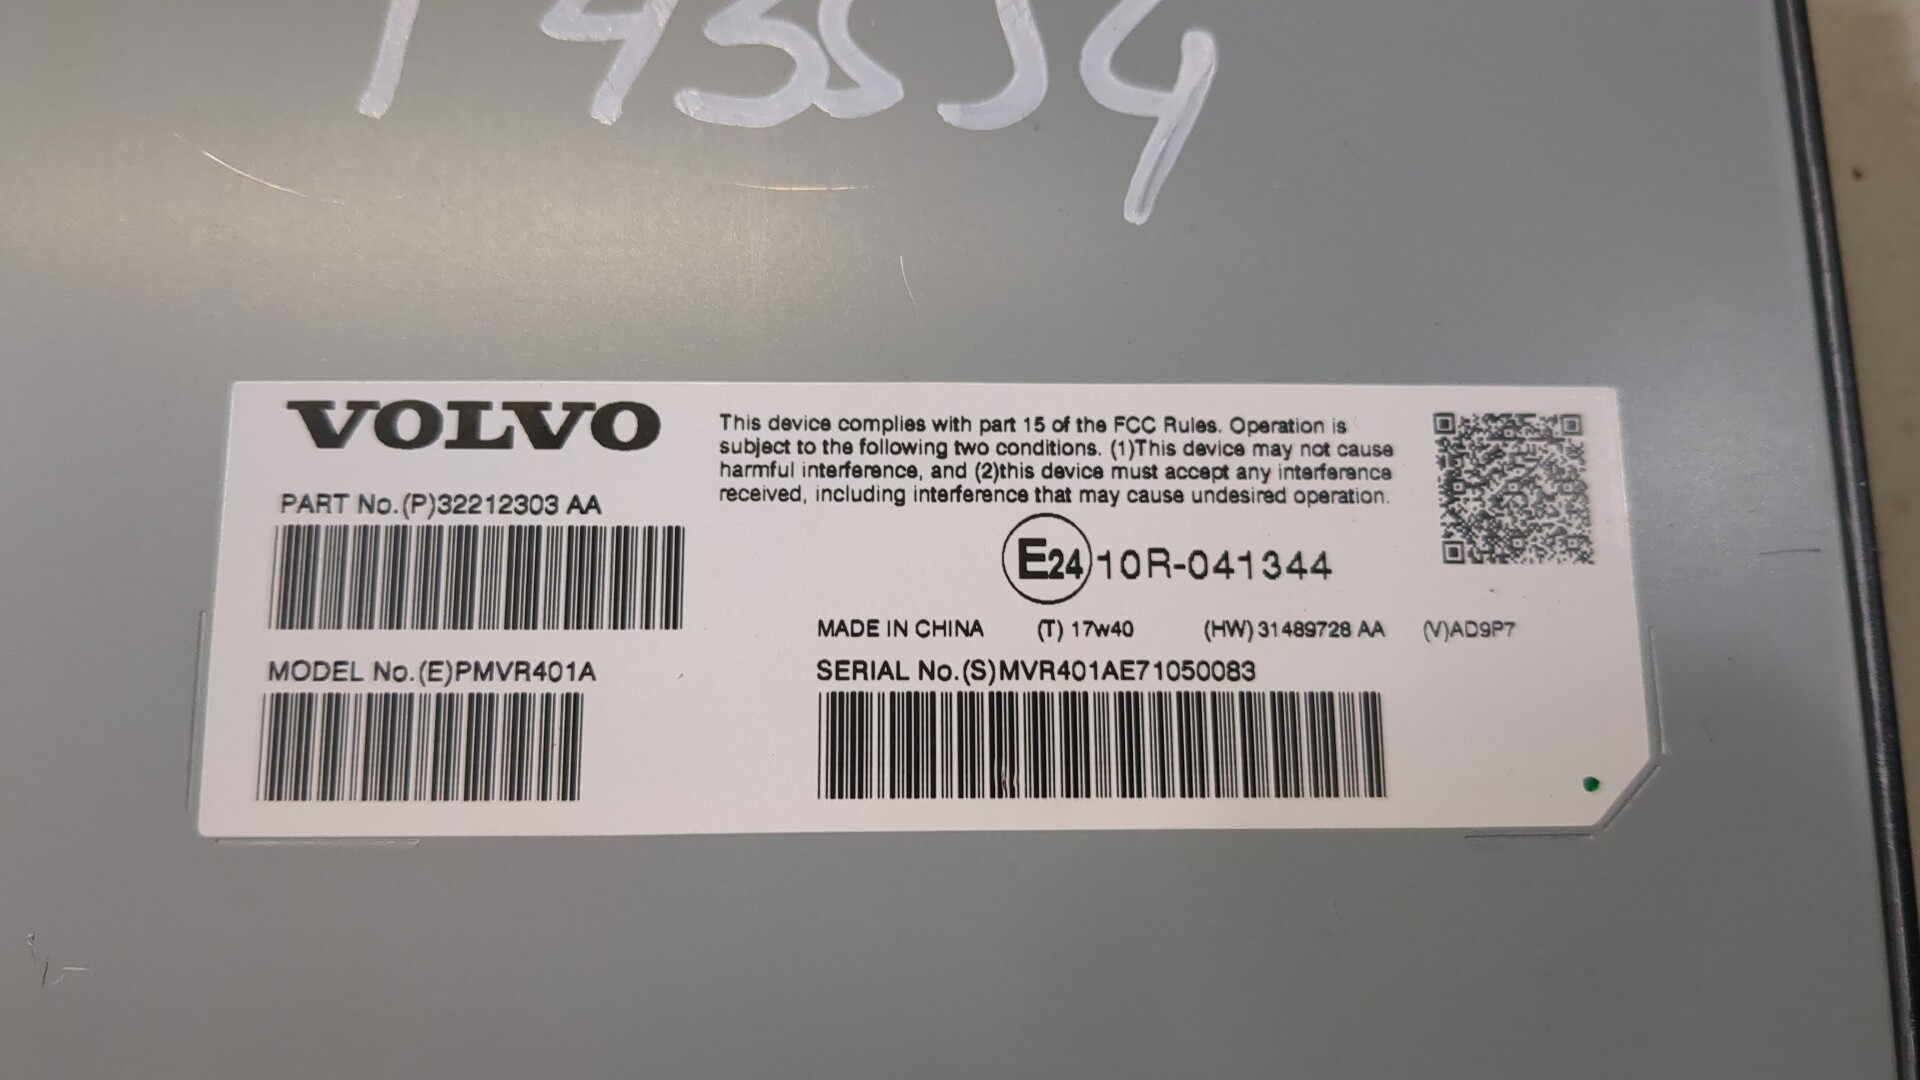 VOLVO
PART No.(P)32212303 AA
This device complies with part 15 of the FCC Rules. Operation is
subject to the following two conditions. (1)This device may not cause
harmful interference, and (2)this device must accept any interference
received, including interference that may cause undesired operation.
E24 10R-041344
MADE IN CHINA (T) 17w40 (HW) 31489728 AA (V)AD9P7
MODEL No.(E)PMVR401A
SERIAL No.(S)MVR401AE71050083